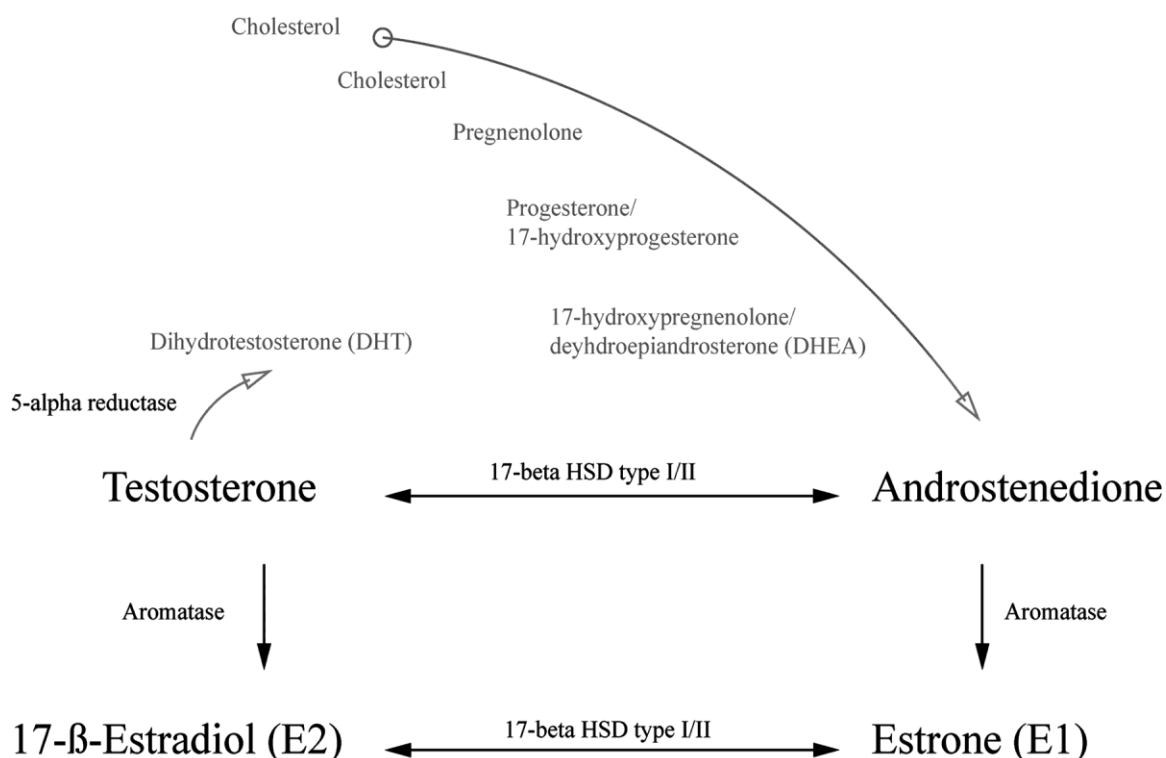 Cholesterol
Cholesterol
Pregnenolone
Progesterone/
17-hydroxyprogesterone
17-hydroxypregnenolone/
deyhdroepiandrosterone (DHEA)
Dihydrotestosterone (DHT)
5-alpha reductase
Testosterone
17-beta HSD type I/II
Androstenedione
Aromatase
Aromatase
17-ß-Estradiol (E2)
17-beta HSD type I/II
Estrone (E1)